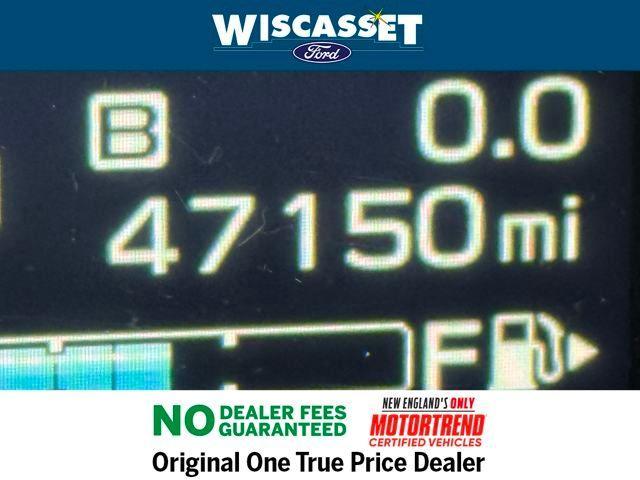 WISCASSET
Ford
B 0.0
47150 mi
F
NO DEALER FEES
GUARANTEED
NEW ENGLAND'S ONLY
MOTORTREND
CERTIFIED VEHICLES
Original One True Price Dealer